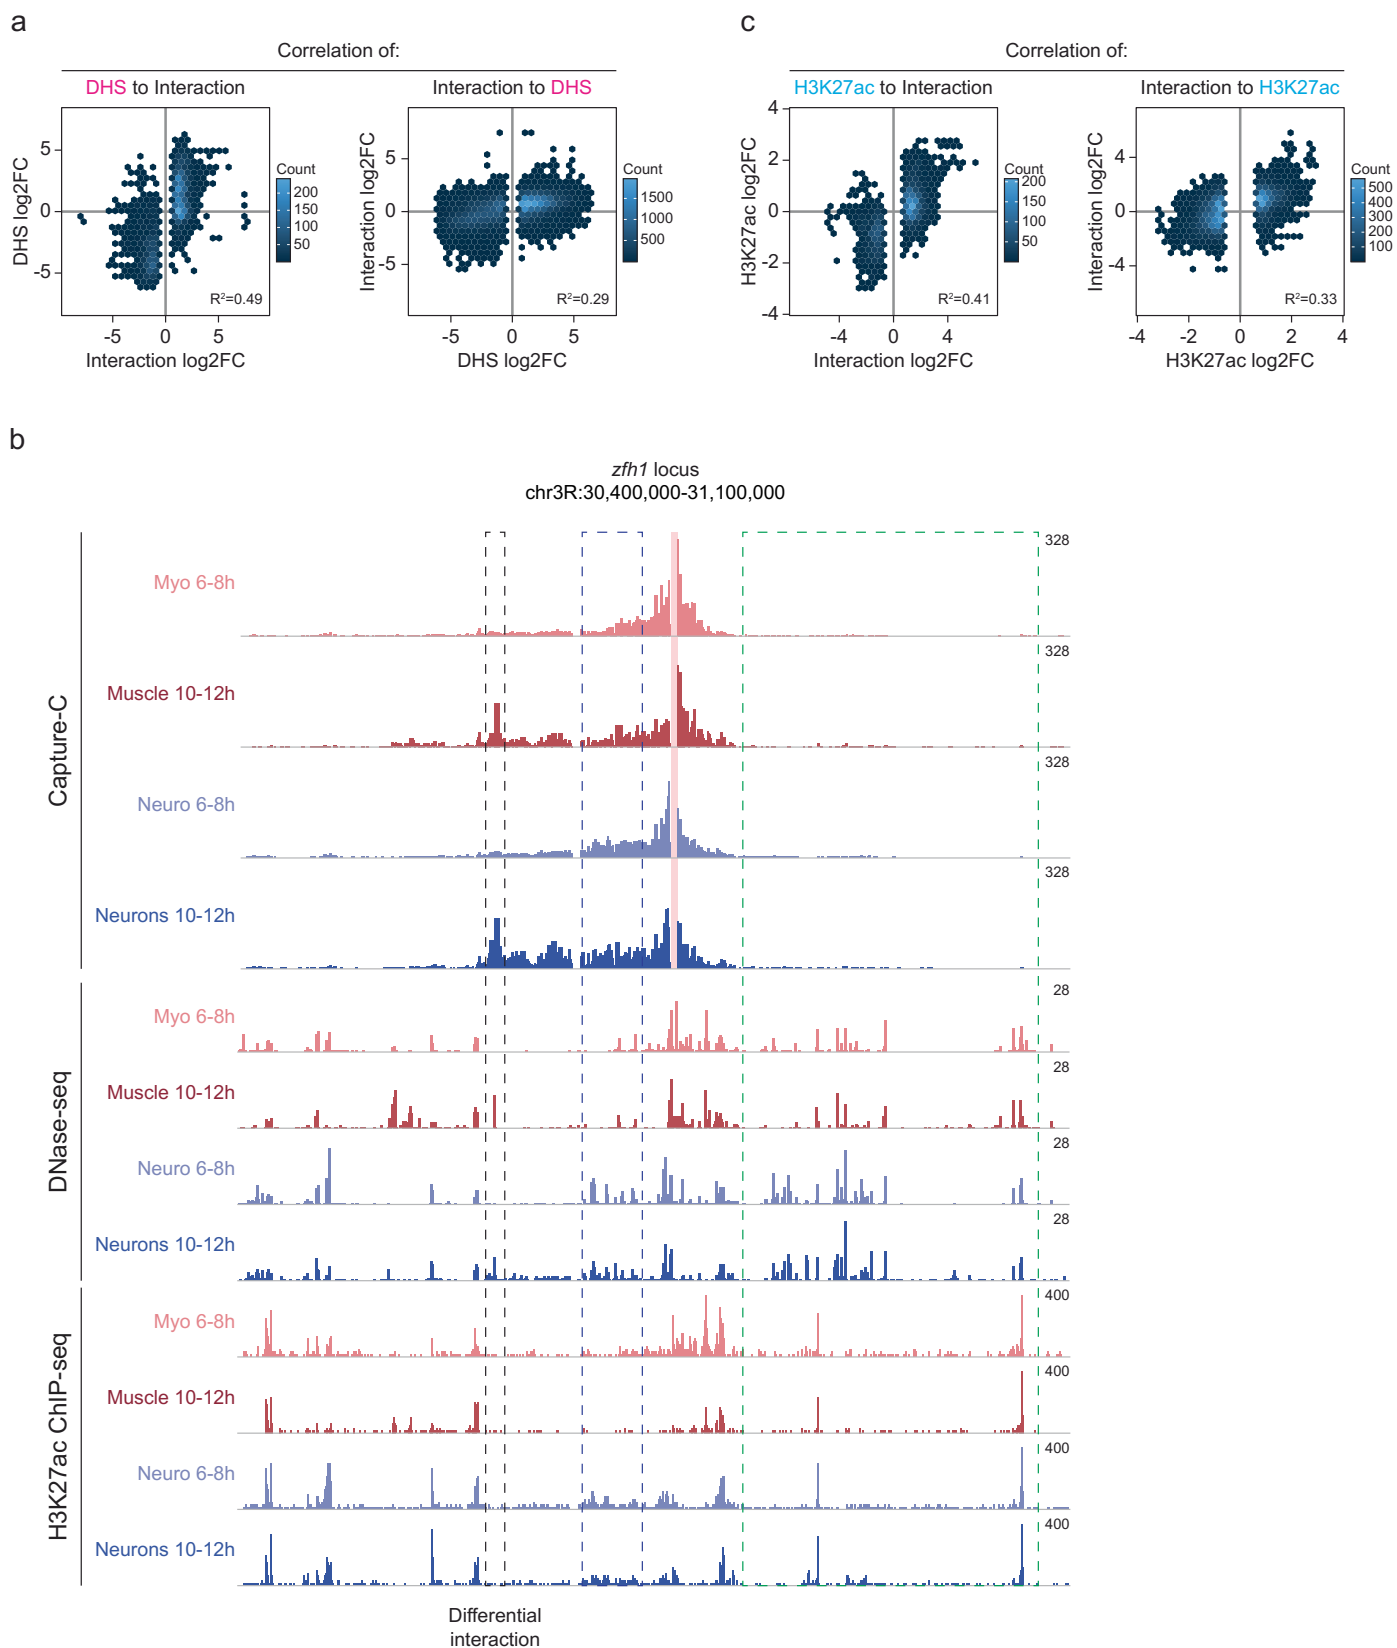 a
Correlation of:
DHS to Interaction
Interaction to DHS
DHS log2FC
5
0
-5
-5
0
5
Interaction log2FC
R²=0.49
Count
200
150
100
50
Interaction log2FC
5
0
-5
-5
0
5
DHS log2FC
R²=0.29
Count
1500
1000
500
c
Correlation of:
H3K27ac to Interaction
Interaction to H3K27ac
H3K27ac log2FC
4
2
0
-2
-4
-4
0
4
Interaction log2FC
R²=0.41
Count
200
150
100
50
Interaction log2FC
4
0
-4
-4
-2
0
2
4
H3K27ac log2FC
R²=0.33
Count
500
400
300
200
100
b
zfh1 locus
chr3R:30,400,000-31,100,000
Capture-C
Myo 6-8h
328
Muscle 10-12h
328
Neuro 6-8h
328
Neurons 10-12h
328
DNase-seq
Myo 6-8h
28
Muscle 10-12h
28
Neuro 6-8h
28
Neurons 10-12h
28
H3K27ac ChIP-seq
Myo 6-8h
400
Muscle 10-12h
400
Neuro 6-8h
400
Neurons 10-12h
400
Differential
interaction